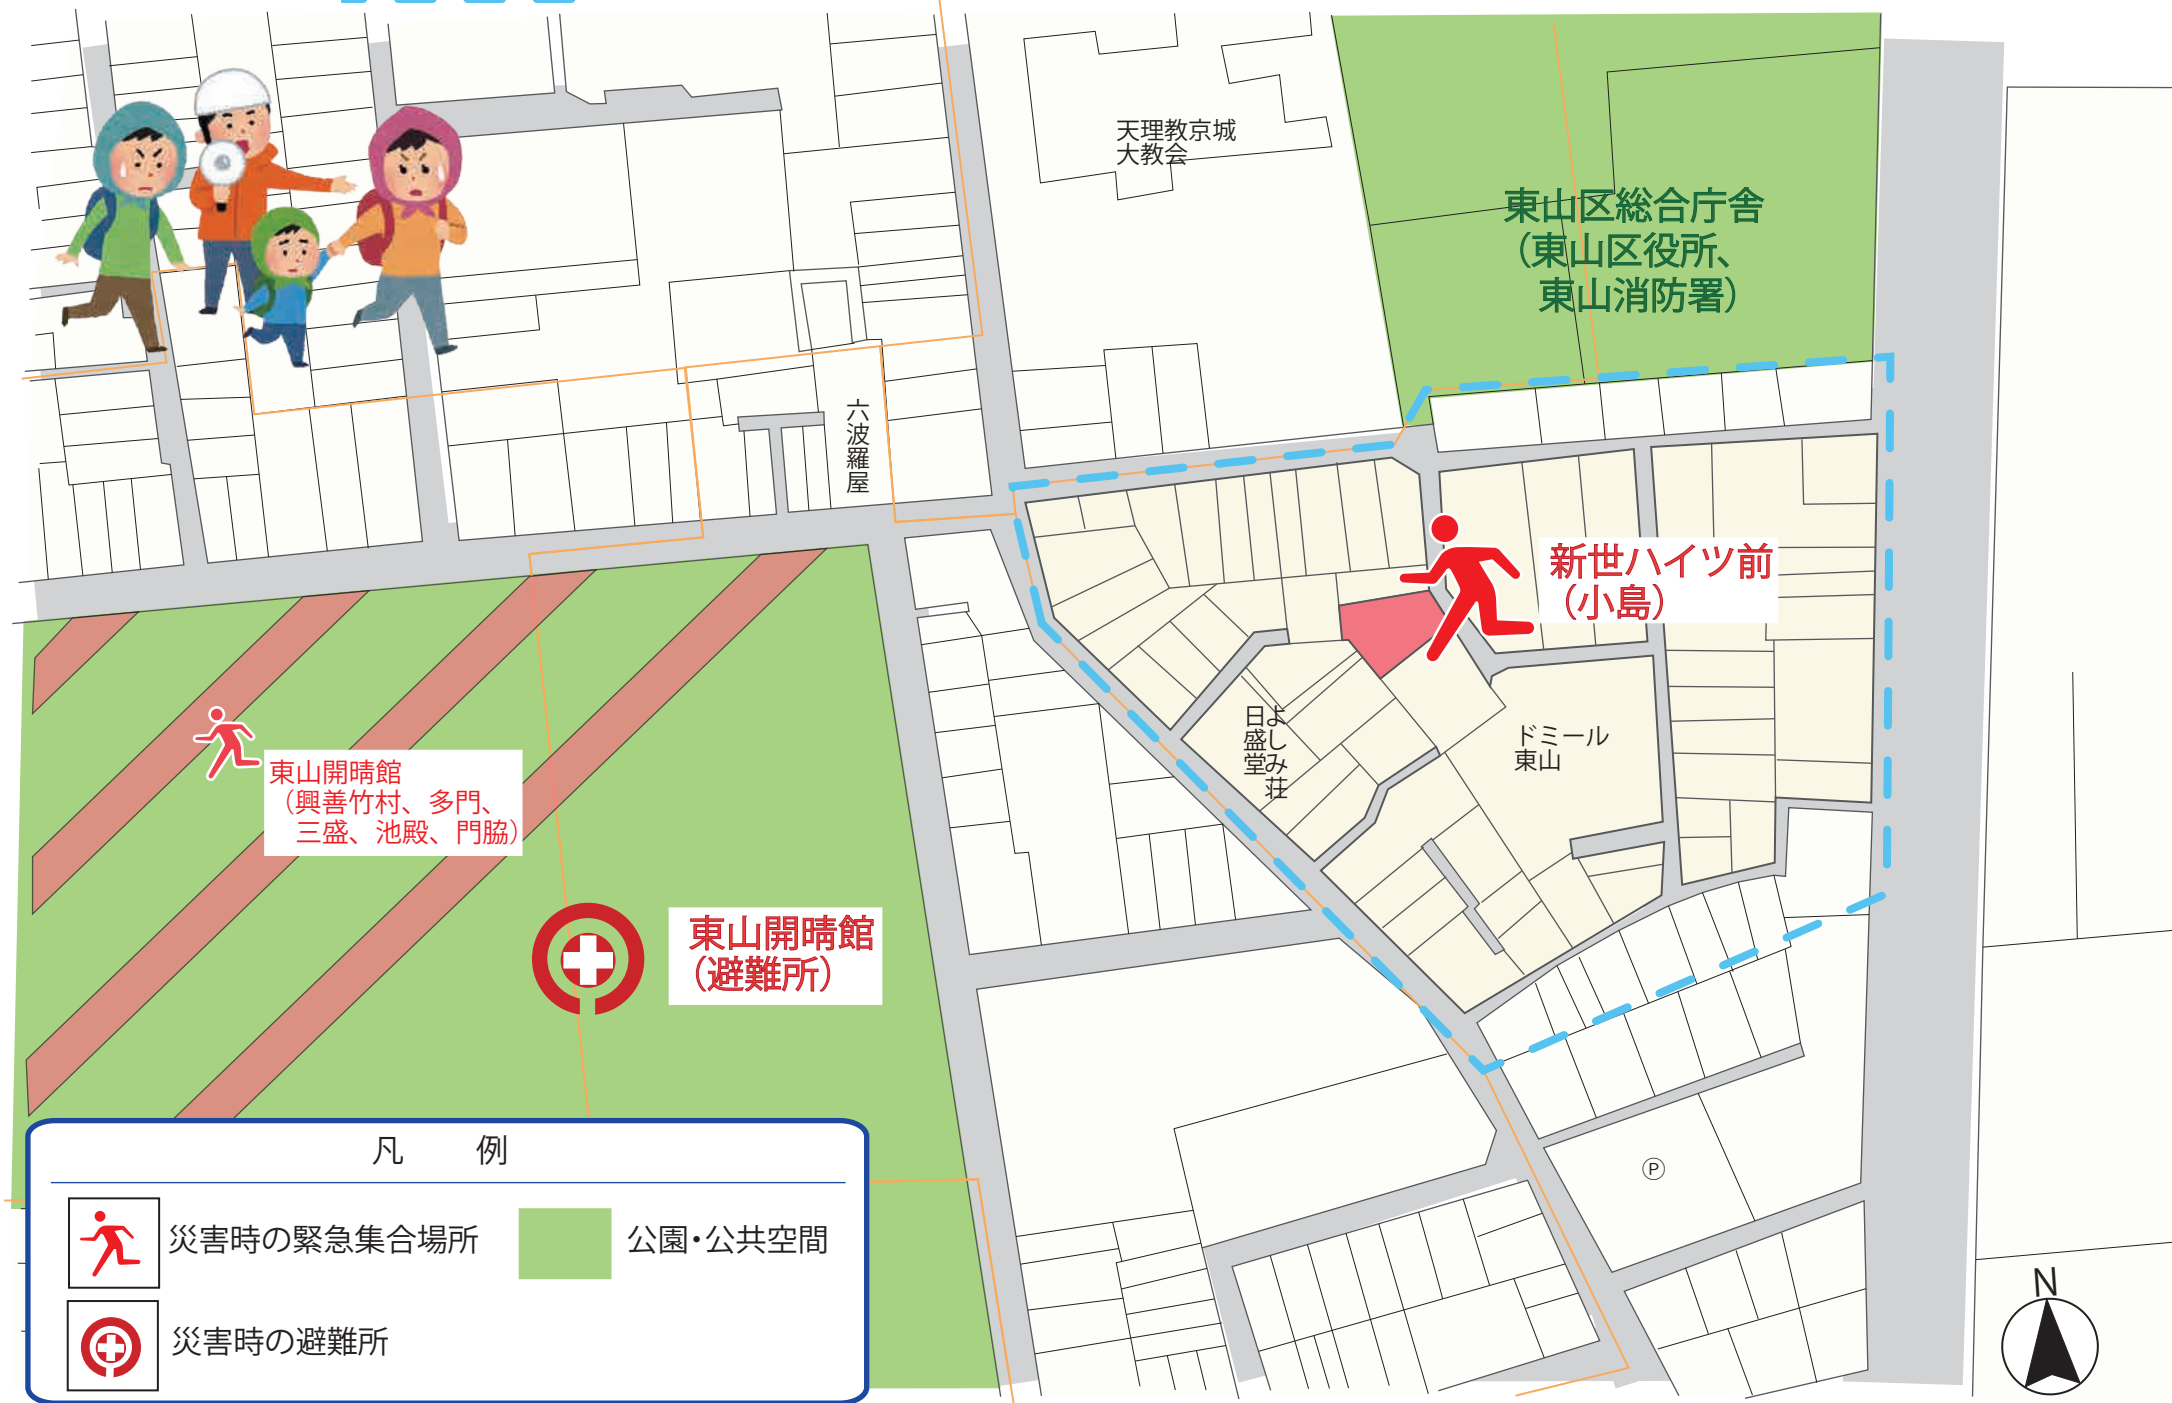 天理教京城
大教会
東山区総合庁舎
（東山区役所、
東山消防署）
六波羅屋
新世ハイツ前
（小島）
よしみ荘
日盛堂
ドミール
東山
東山開晴館
（興善竹村、多門、
三盛、池殿、門脇）
東山開晴館
（避難所）
Ⓟ
凡　例
災害時の緊急集合場所
公園・公共空間
災害時の避難所
N